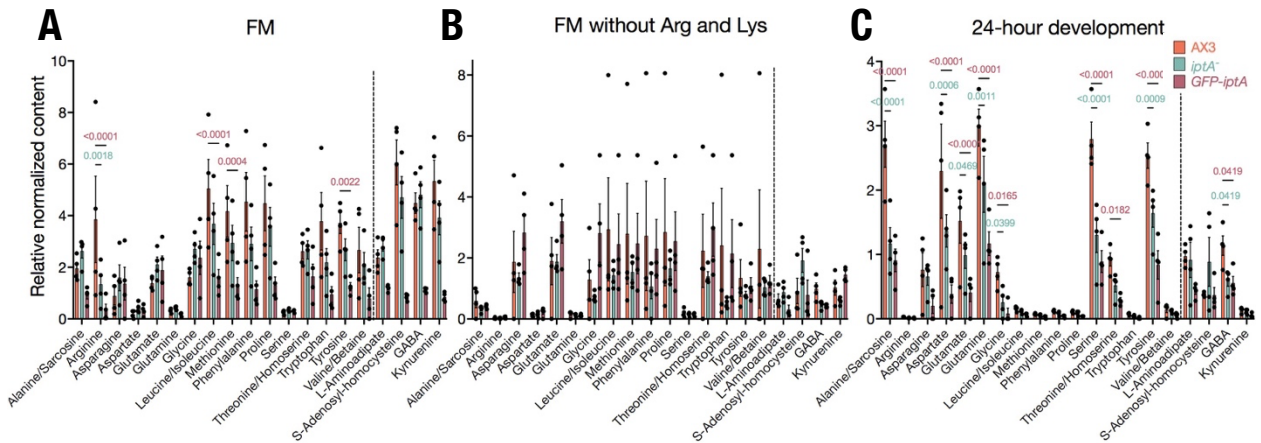 A
FM
B
FM without Arg and Lys
C
24-hour development
AX3
iptA⁻
GFP-iptA
Relative normalized content
10
8
6
4
2
0
<0.0001
0.0018
<0.0001
0.0004
0.0022
Alanine/Sarcosine
Arginine
Asparagine
Aspartate
Glutamate
Glutamine
Glycine
Leucine/Isoleucine
Methionine
Phenylalanine
Proline
Serine
Threonine/Homoserine
Tryptophan
Tyrosine
Valine/Betaine
L-Aminoadipate
S-Adenosyl-homocysteine
GABA
Kynurenine
8
6
4
2
0
Alanine/Sarcosine
Arginine
Asparagine
Aspartate
Glutamate
Glutamine
Glycine
Leucine/Isoleucine
Methionine
Phenylalanine
Proline
Serine
Threonine/Homoserine
Tryptophan
Tyrosine
Valine/Betaine
L-Aminoadipate
S-Adenosyl-homocysteine
GABA
Kynurenine
4
3
2
1
0
<0.0001
<0.0001
<0.0001
0.0006
<0.000
0.0469
<0.0001
0.0011
0.0165
0.0399
<0.0001
<0.0001
0.0182
<0.00
0.0009
0.0419
0.0419
Alanine/Sarcosine
Arginine
Asparagine
Aspartate
Glutamate
Glutamine
Glycine
Leucine/Isoleucine
Methionine
Phenylalanine
Proline
Serine
Threonine/Homoserine
Tryptophan
Tyrosine
Valine/Betaine
L-Aminoadipate
S-Adenosyl-homocysteine
GABA
Kynurenine